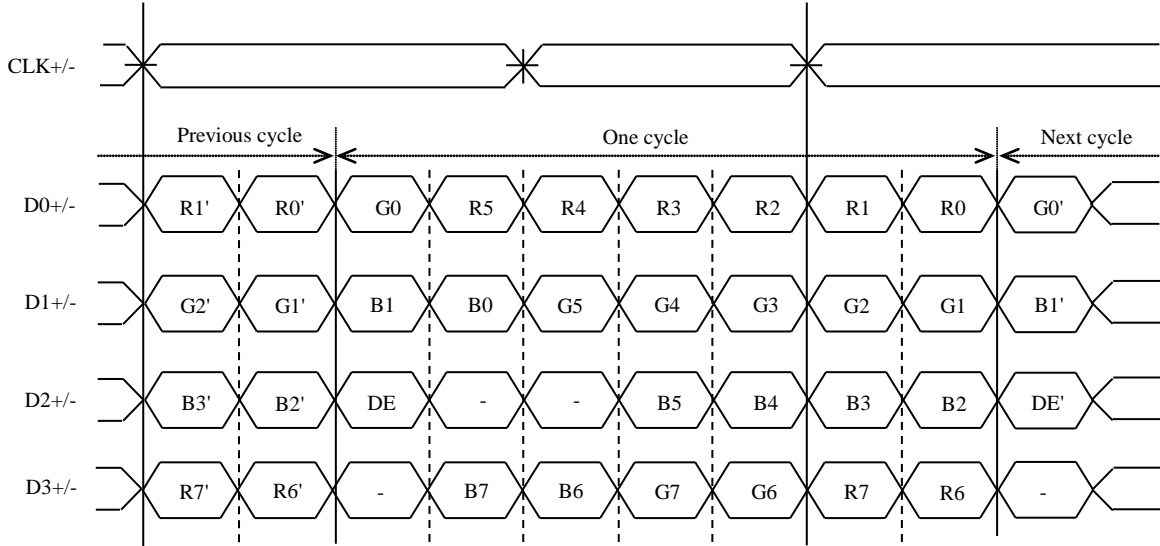 CLK+/-
Previous cycle One cycle Next cycle
D0+/- R1' R0' G0 R5 R4 R3 R2 R1 R0 G0'
D1+/- G2' G1' B1 B0 G5 G4 G3 G2 G1 B1'
D2+/- B3' B2' DE - - B5 B4 B3 B2 DE'
D3+/- R7' R6' - B7 B6 G7 G6 R7 R6 -